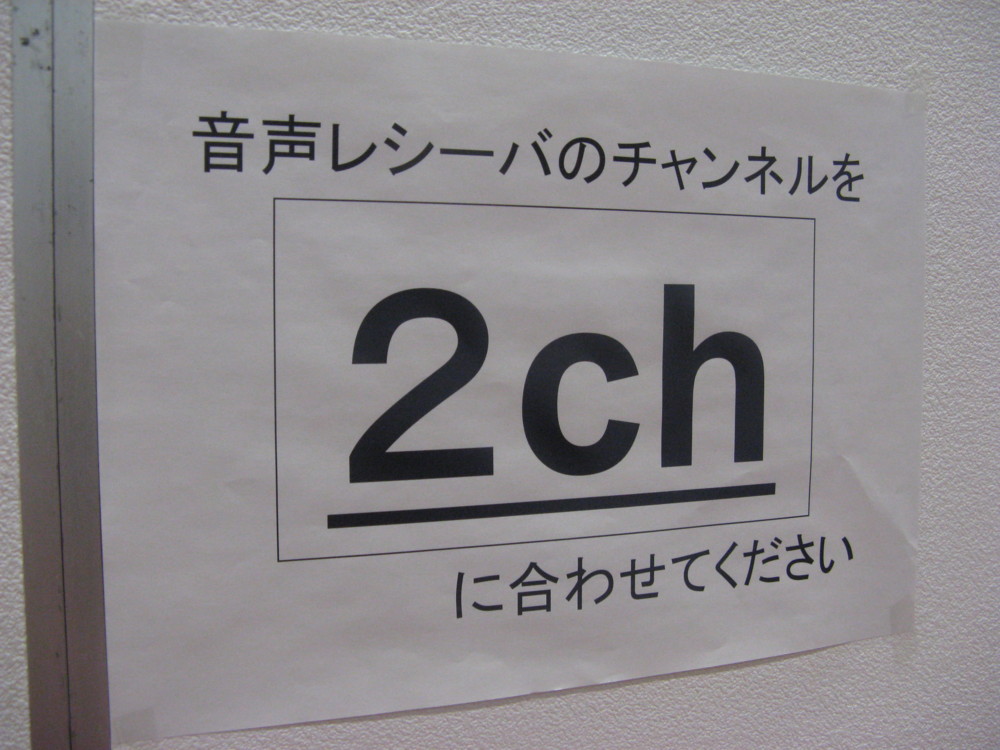 音声レシーバのチャンネルを
2ch
に合わせてください